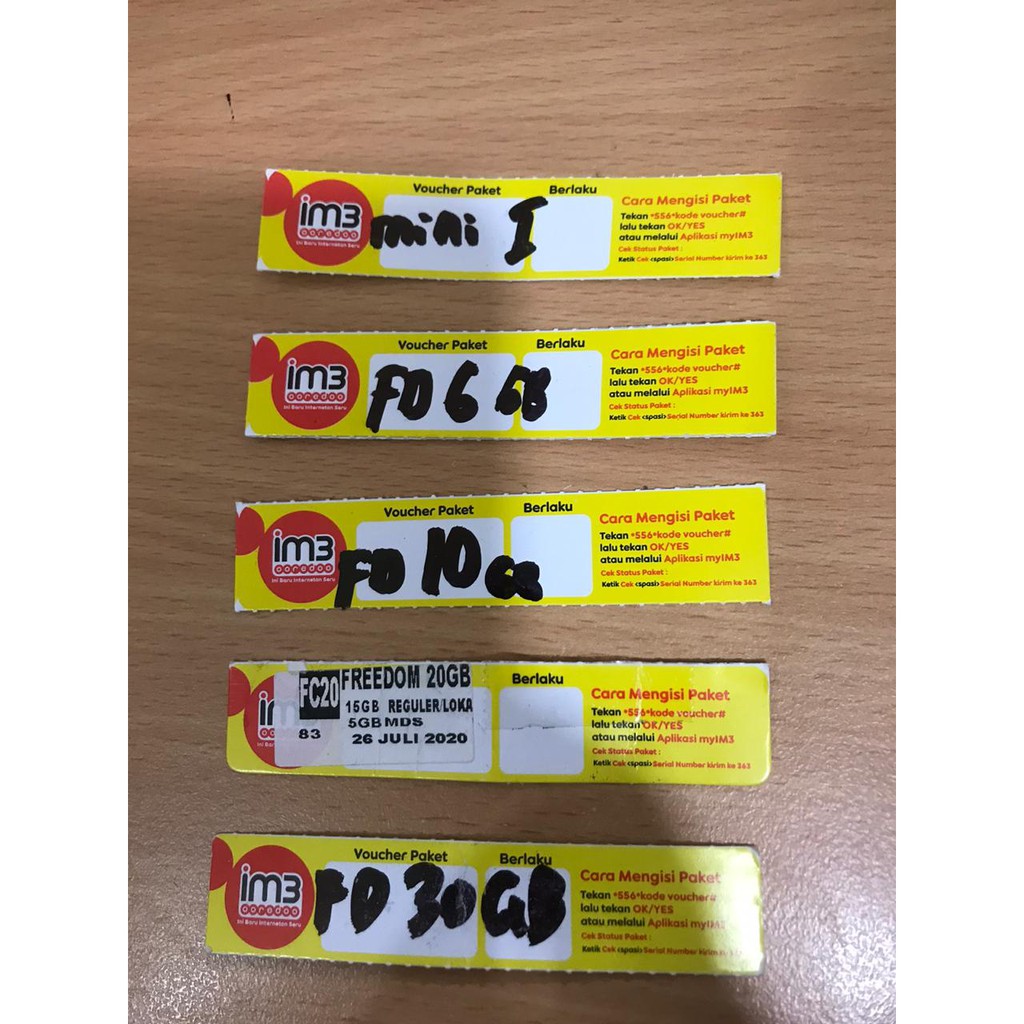 Voucher Paket Berlaku
im3
ooredoo
Ini Baru Internetan Seru
mini I
Cara Mengisi Paket
Tekan *556*kode voucher#
lalu tekan OK/YES
atau melalui Aplikasi myIM3
Cek Status Paket :
Ketik Cek <spasi> Serial Number kirim ke 363
Voucher Paket Berlaku
im3
ooredoo
Ini Baru Internetan Seru
FD 6 GB
Cara Mengisi Paket
Tekan *556*kode voucher#
lalu tekan OK/YES
atau melalui Aplikasi myIM3
Cek Status Paket :
Ketik Cek <spasi> Serial Number kirim ke 363
Voucher Paket Berlaku
im3
ooredoo
Ini Baru Internetan Seru
FD 10 GB
Cara Mengisi Paket
Tekan *556*kode voucher#
lalu tekan OK/YES
atau melalui Aplikasi myIM3
Cek Status Paket :
Ketik Cek <spasi> Serial Number kirim ke 363
FC20 FREEDOM 20GB
15GB REGULER/LOKA
5GB MDS
83 26 JULI 2020
Berlaku
Cara Mengisi Paket
Tekan *556*kode voucher#
lalu tekan OK/YES
atau melalui Aplikasi myIM3
Cek Status Paket :
Ketik Cek <spasi> Serial Number kirim ke 363
Voucher Paket Berlaku
im3
ooredoo
Ini Baru Internetan Seru
FD 30 GB
Cara Mengisi Paket
Tekan *556*kode voucher#
lalu tekan OK/YES
atau melalui Aplikasi myIM3
Cek Status Paket :
Ketik Cek <spasi> Serial Number kirim ke 363